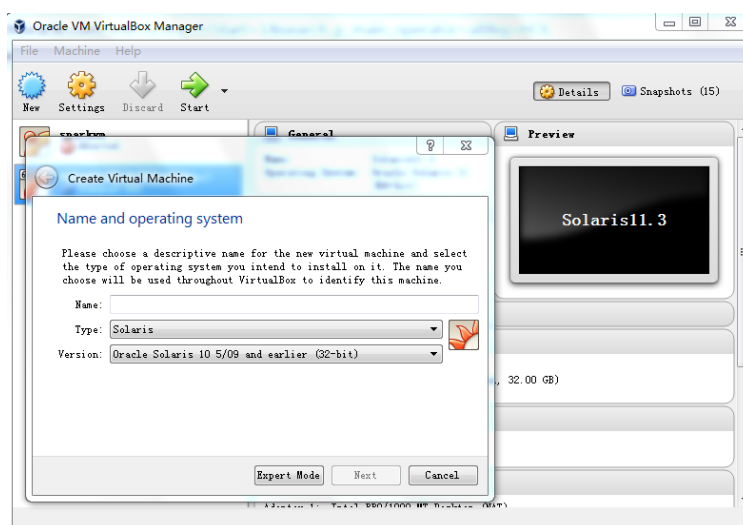 Oracle VM VirtualBox Manager
File Machine Help
New Settings Discard Start
Details Snapshots (15)
General
Preview
Create Virtual Machine
Solaris11.3
Name and operating system
Please choose a descriptive name for the new virtual machine and select
the type of operating system you intend to install on it. The name you
choose will be used throughout VirtualBox to identify this machine.
Name:
Type: Solaris
Version: Oracle Solaris 10 5/09 and earlier (32-bit)
, 32.00 GB)
Expert Mode Next Cancel